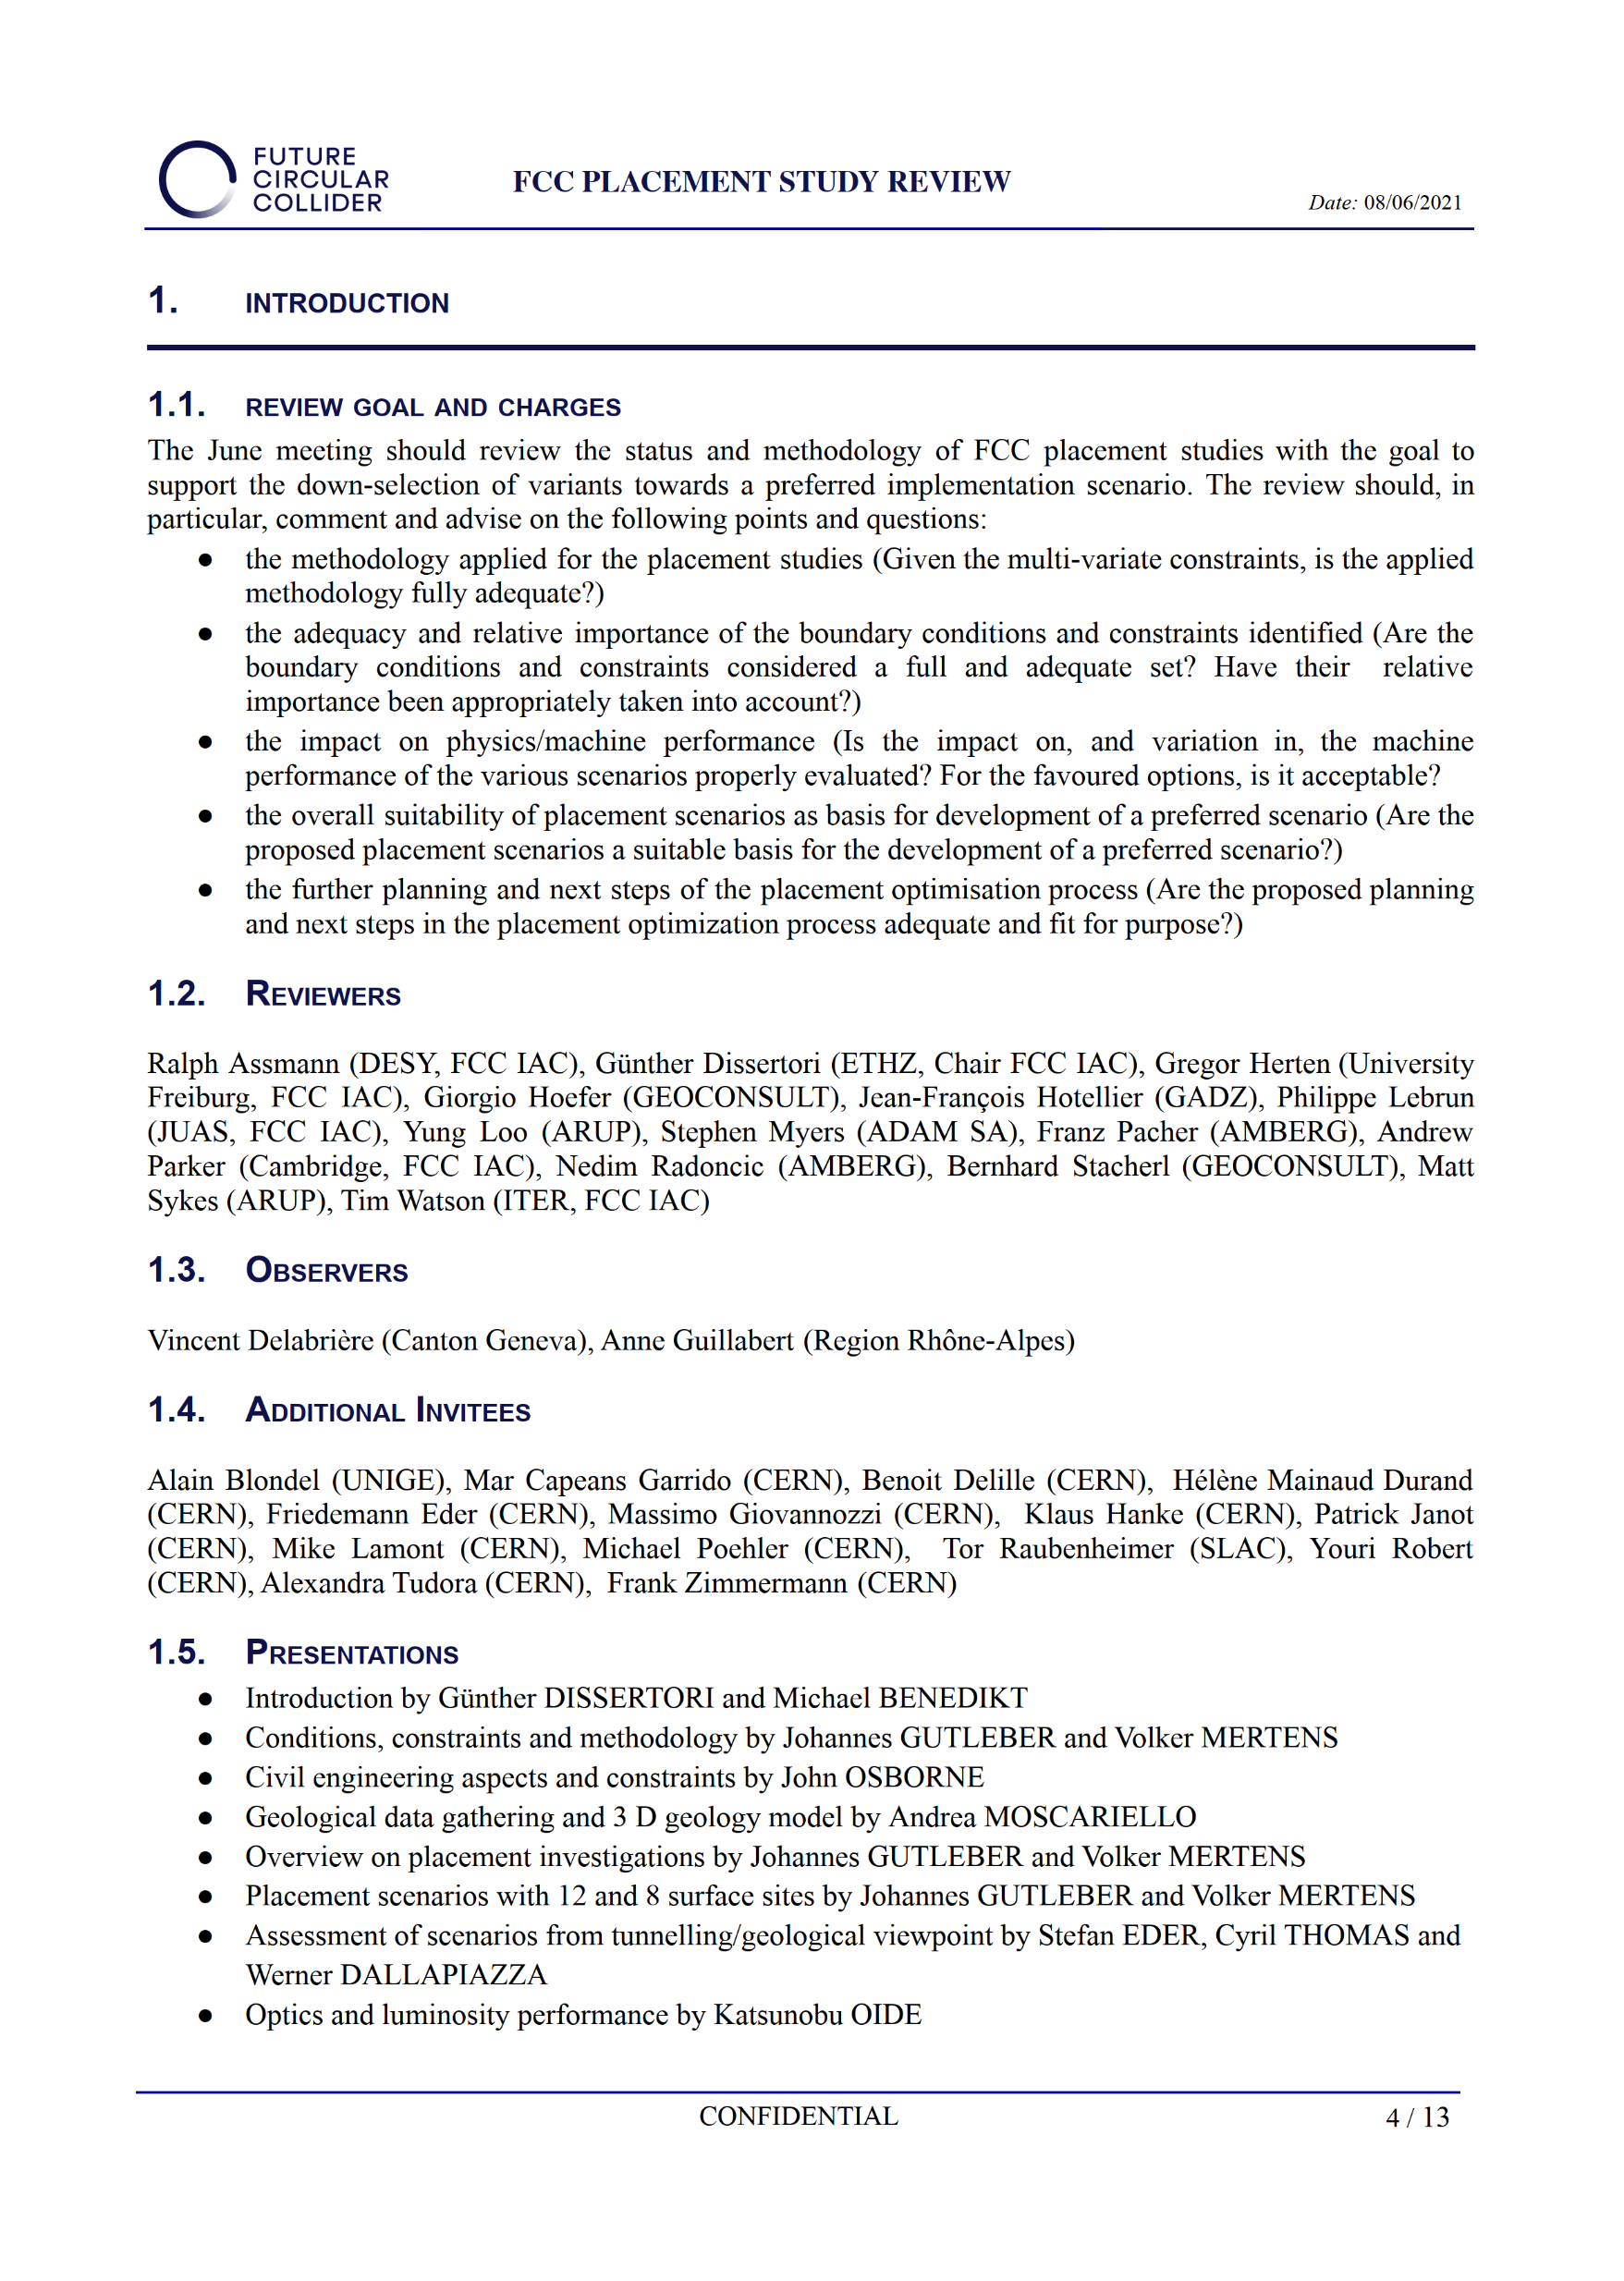 FUTURE
CIRCULAR
COLLIDER
FCC PLACEMENT STUDY REVIEW
Date: 08/06/2021
1. INTRODUCTION
1.1. REVIEW GOAL AND CHARGES
The June meeting should review the status and methodology of FCC placement studies with the goal to
support the down-selection of variants towards a preferred implementation scenario. The review should, in
particular, comment and advise on the following points and questions:
● the methodology applied for the placement studies (Given the multi-variate constraints, is the applied
methodology fully adequate?)
● the adequacy and relative importance of the boundary conditions and constraints identified (Are the
boundary conditions and constraints considered a full and adequate set? Have their relative
importance been appropriately taken into account?)
● the impact on physics/machine performance (Is the impact on, and variation in, the machine
performance of the various scenarios properly evaluated? For the favoured options, is it acceptable?
● the overall suitability of placement scenarios as basis for development of a preferred scenario (Are the
proposed placement scenarios a suitable basis for the development of a preferred scenario?)
● the further planning and next steps of the placement optimisation process (Are the proposed planning
and next steps in the placement optimization process adequate and fit for purpose?)
1.2. REVIEWERS
Ralph Assmann (DESY, FCC IAC), Günther Dissertori (ETHZ, Chair FCC IAC), Gregor Herten (University
Freiburg, FCC IAC), Giorgio Hoefer (GEOCONSULT), Jean-François Hotellier (GADZ), Philippe Lebrun
(JUAS, FCC IAC), Yung Loo (ARUP), Stephen Myers (ADAM SA), Franz Pacher (AMBERG), Andrew
Parker (Cambridge, FCC IAC), Nedim Radoncic (AMBERG), Bernhard Stacherl (GEOCONSULT), Matt
Sykes (ARUP), Tim Watson (ITER, FCC IAC)
1.3. OBSERVERS
Vincent Delabrière (Canton Geneva), Anne Guillabert (Region Rhône-Alpes)
1.4. ADDITIONAL INVITEES
Alain Blondel (UNIGE), Mar Capeans Garrido (CERN), Benoit Delille (CERN), Hélène Mainaud Durand
(CERN), Friedemann Eder (CERN), Massimo Giovannozzi (CERN), Klaus Hanke (CERN), Patrick Janot
(CERN), Mike Lamont (CERN), Michael Poehler (CERN), Tor Raubenheimer (SLAC), Youri Robert
(CERN), Alexandra Tudora (CERN), Frank Zimmermann (CERN)
1.5. PRESENTATIONS
● Introduction by Günther DISSERTORI and Michael BENEDIKT
● Conditions, constraints and methodology by Johannes GUTLEBER and Volker MERTENS
● Civil engineering aspects and constraints by John OSBORNE
● Geological data gathering and 3 D geology model by Andrea MOSCARIELLO
● Overview on placement investigations by Johannes GUTLEBER and Volker MERTENS
● Placement scenarios with 12 and 8 surface sites by Johannes GUTLEBER and Volker MERTENS
● Assessment of scenarios from tunnelling/geological viewpoint by Stefan EDER, Cyril THOMAS and
Werner DALLAPIAZZA
● Optics and luminosity performance by Katsunobu OIDE
CONFIDENTIAL
4 / 13